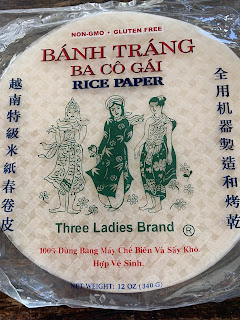 NON-GMO • GLUTEN FREE
BÁNH TRÁNG
BA CÔ GÁI
RICE PAPER
越南特級米紙春卷皮
全用机器製造和烤乾
Three Ladies Brand ®
100% Dùng Bằng Máy Chế Biến Và Sấy Khô
Hợp Vệ Sinh.
NET WEIGHT: 12 OZ (340 G)